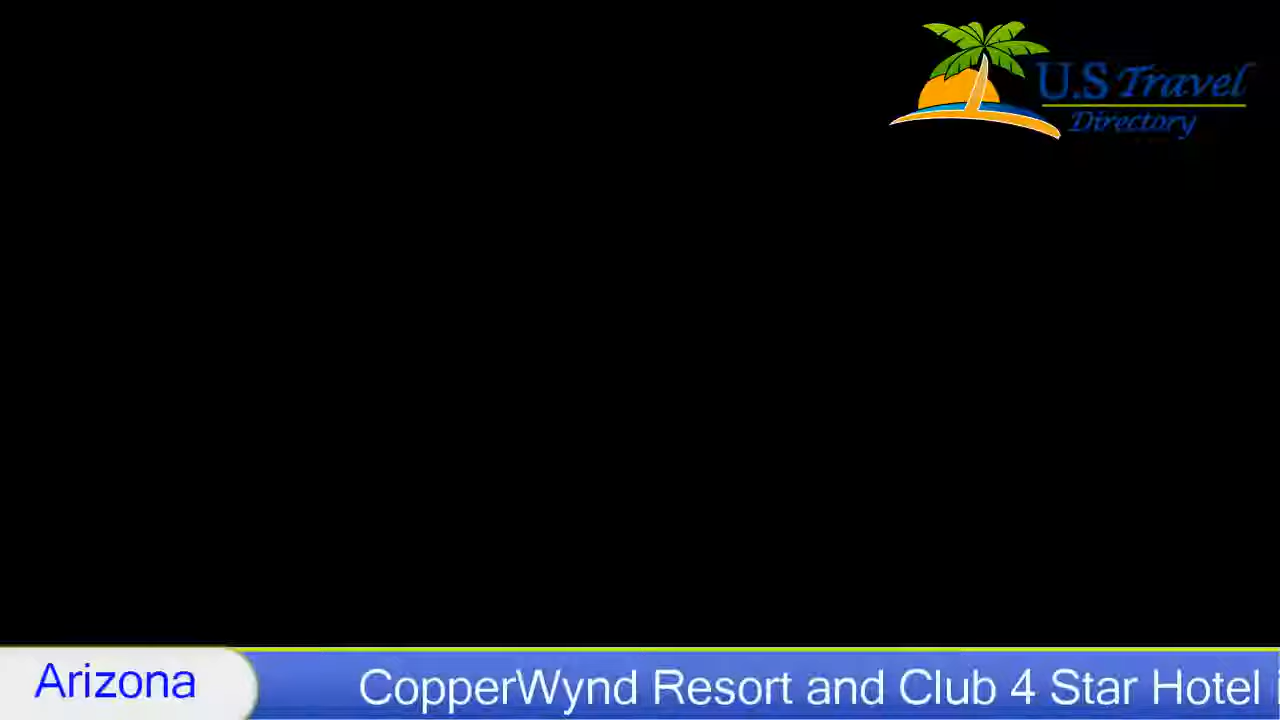 U.S Travel
Directory
Arizona
CopperWynd Resort and Club 4 Star Hotel